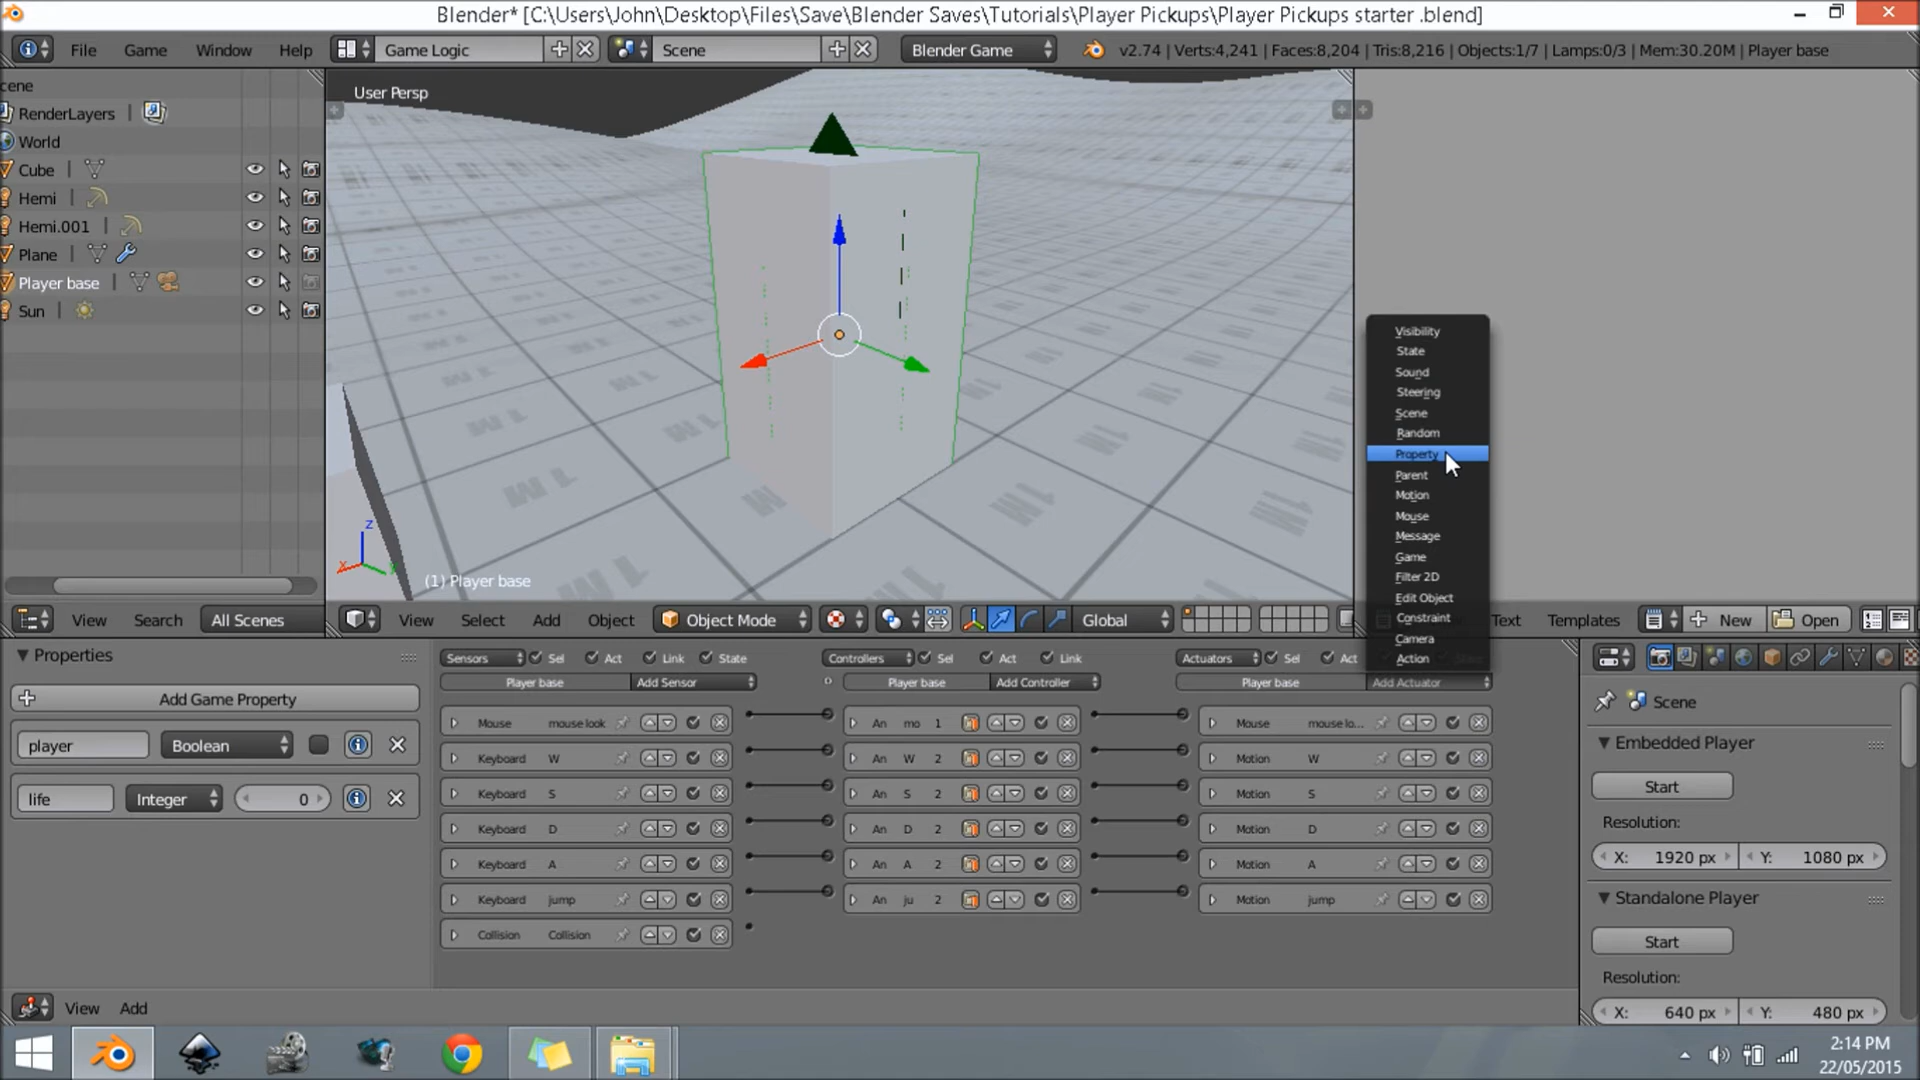 Blender* [C:\Users\John\Desktop\Files\Save\Blender Saves\Tutorials\Player Pickups\Player Pickups starter .blend]
File Game Window Help Game Logic Scene Blender Game v2.74 | Verts:4,241 | Faces:8,204 | Tris:8,216 | Objects:1/7 | Lamps:0/3 | Mem:30.20M | Player base
cene
RenderLayers
World
Cube
Hemi
Hemi.001
Plane
Player base
Sun
User Persp
z
x
(1) Player base
1M
Visibility
State
Sound
Steering
Scene
Random
Property
Parent
Motion
Mouse
Message
Game
Filter 2D
Edit Object
Constraint
Camera
Action
View Search All Scenes
View Select Add Object Object Mode Global
Text Templates New Open
Properties
Add Game Property
player Boolean
life Integer 0
Sensors Sel Act Link State Controllers Sel Act Link Actuators Sel Act
Player base Add Sensor Player base Add Controller Player base Add Actuator
Mouse mouse look An mo 1 Mouse mouse lo...
Keyboard W An W 2 Motion W
Keyboard S An S 2 Motion S
Keyboard D An D 2 Motion D
Keyboard A An A 2 Motion A
Keyboard jump An ju 2 Motion jump
Collision Collision
View Add
Scene
Embedded Player
Start
Resolution:
X: 1920 px Y: 1080 px
Standalone Player
Start
Resolution:
X: 640 px Y: 480 px
2:14 PM
22/05/2015